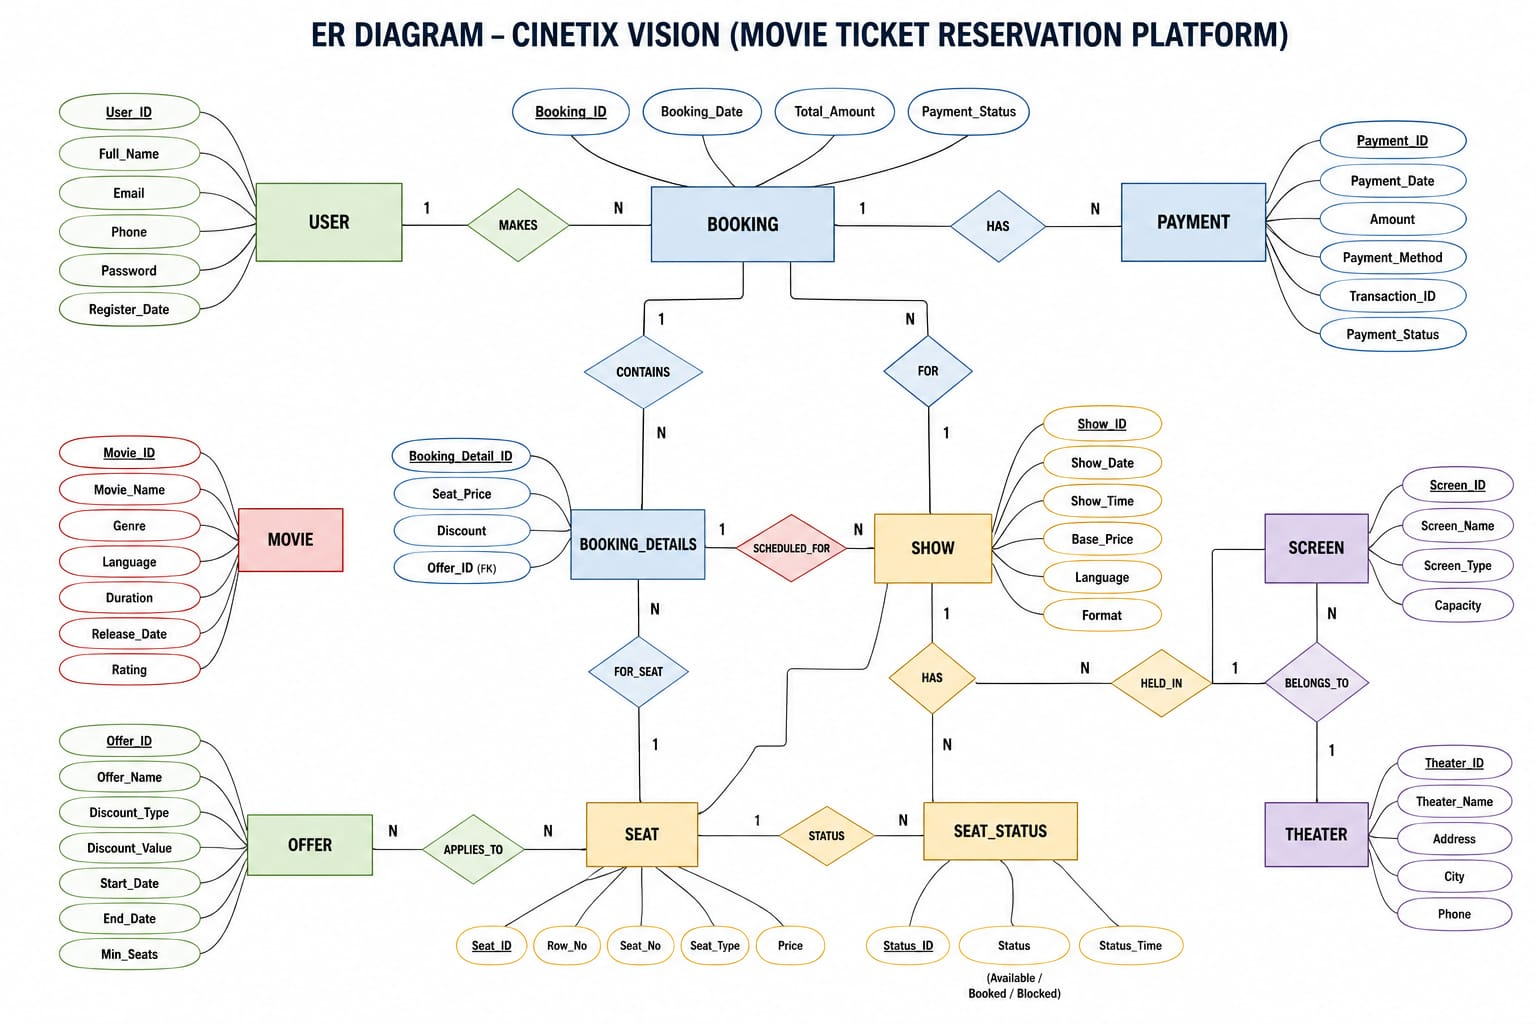 ER DIAGRAM – CINETIX VISION (MOVIE TICKET RESERVATION PLATFORM)
User_ID
Full_Name
Email
Phone
Password
Register_Date
USER
1
MAKES
N
Booking_ID
Booking_Date
Total_Amount
Payment_Status
BOOKING
1
HAS
N
PAYMENT
Payment_ID
Payment_Date
Amount
Payment_Method
Transaction_ID
Payment_Status
1
CONTAINS
N
N
FOR
1
Movie_ID
Movie_Name
Genre
Language
Duration
Release_Date
Rating
MOVIE
Booking_Detail_ID
Seat_Price
Discount
Offer_ID (FK)
BOOKING_DETAILS
1
SCHEDULED_FOR
N
SHOW
Show_ID
Show_Date
Show_Time
Base_Price
Language
Format
SCREEN
Screen_ID
Screen_Name
Screen_Type
Capacity
N
FOR_SEAT
1
1
HAS
N
N
HELD_IN
1
N
BELONGS_TO
1
Offer_ID
Offer_Name
Discount_Type
Discount_Value
Start_Date
End_Date
Min_Seats
OFFER
N
APPLIES_TO
N
SEAT
1
STATUS
N
SEAT_STATUS
THEATER
Theater_ID
Theater_Name
Address
City
Phone
Seat_ID
Row_No
Seat_No
Seat_Type
Price
Status_ID
Status
Status_Time
(Available /
Booked / Blocked)